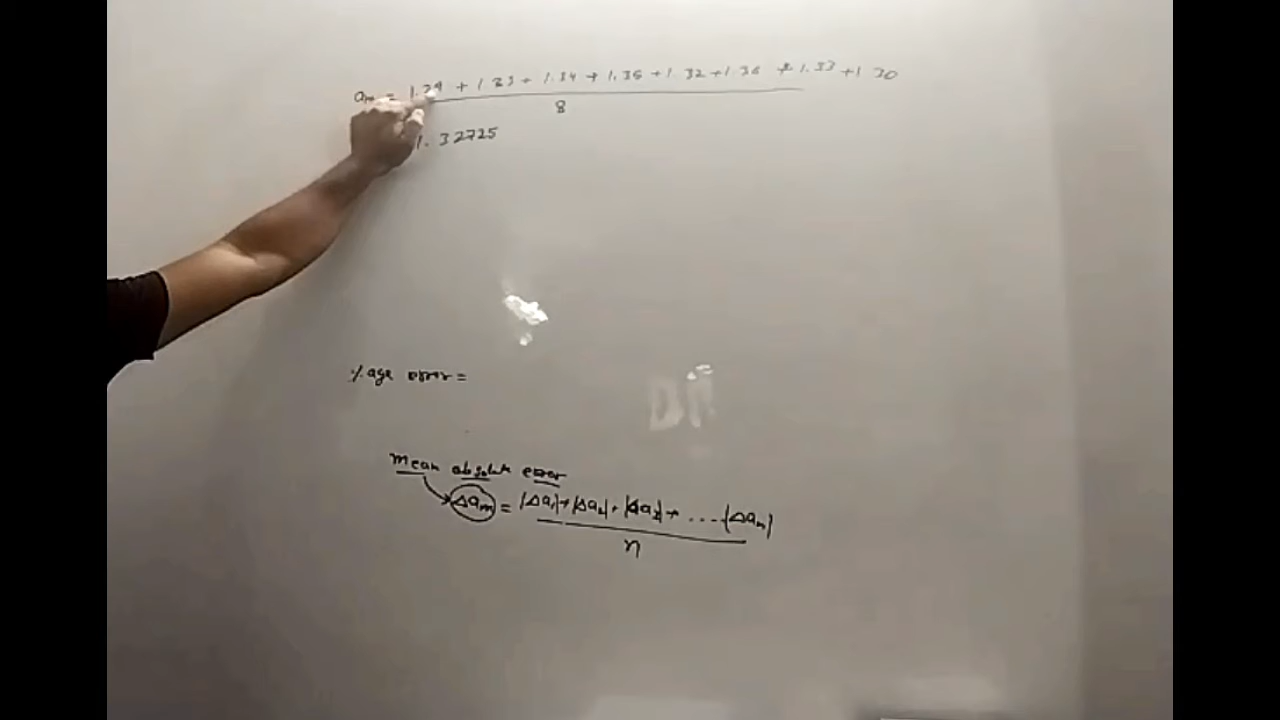 aₘ = 1.29 + 1.33 + 1.34 + 1.35 + 1.32 + 1.36 + 1.33 + 1.30
8
1.32725
%age error =
mean absolute error
Δaₘ = |Δa₁| + |Δa₂| + |Δa₃| + ... |Δaₙ|
n